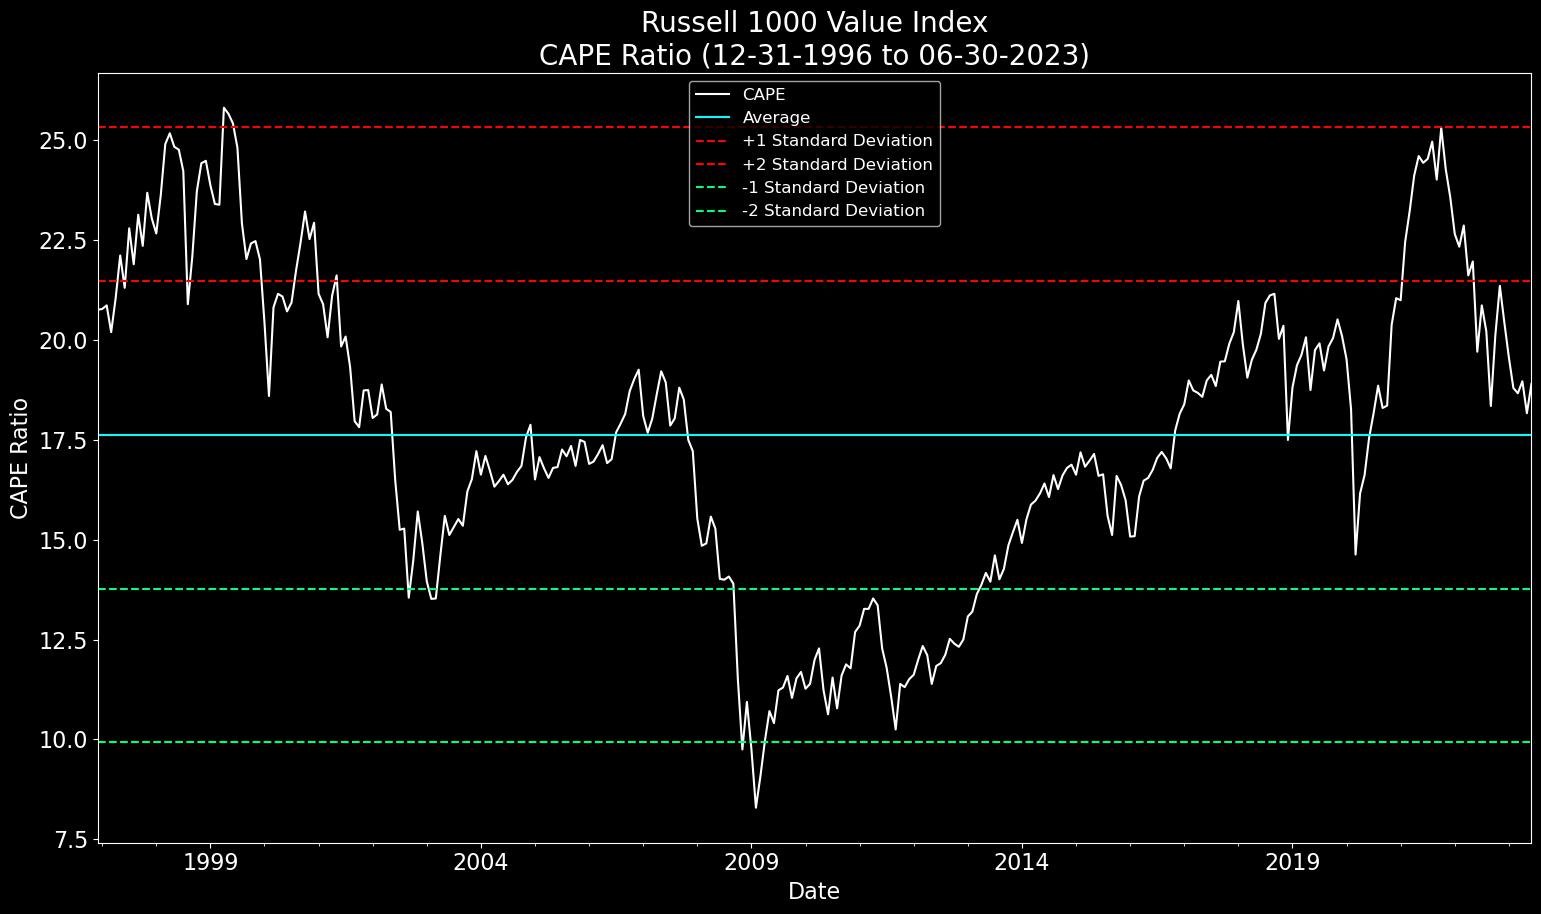 Russell 1000 Value Index
CAPE Ratio (12-31-1996 to 06-30-2023)
CAPE
Average
+1 Standard Deviation
+2 Standard Deviation
-1 Standard Deviation
-2 Standard Deviation
CAPE Ratio
25.0
22.5
20.0
17.5
15.0
12.5
10.0
7.5
1999
2004
2009
2014
2019
Date